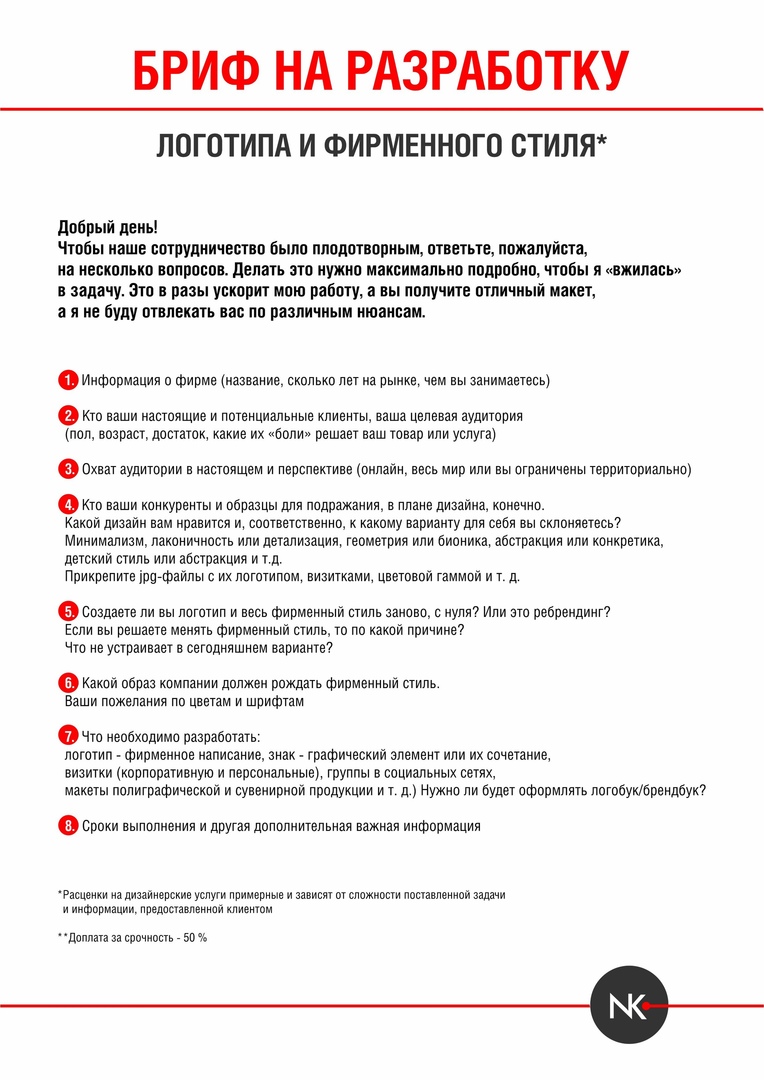 БРИФ НА РАЗРАБОТКУ
ЛОГОТИПА И ФИРМЕННОГО СТИЛЯ*
Добрый день!
Чтобы наше сотрудничество было плодотворным, ответьте, пожалуйста,
на несколько вопросов. Делать это нужно максимально подробно, чтобы я «вжилась»
в задачу. Это в разы ускорит мою работу, а вы получите отличный макет,
а я не буду отвлекать вас по различным нюансам.
1. Информация о фирме (название, сколько лет на рынке, чем вы занимаетесь)
2. Кто ваши настоящие и потенциальные клиенты, ваша целевая аудитория
(пол, возраст, достаток, какие их «боли» решает ваш товар или услуга)
3. Охват аудитории в настоящем и перспективе (онлайн, весь мир или вы ограничены территориально)
4. Кто ваши конкуренты и образцы для подражания, в плане дизайна, конечно.
Какой дизайн вам нравится и, соответственно, к какому варианту для себя вы склоняетесь?
Минимализм, лаконичность или детализация, геометрия или бионика, абстракция или конкретика,
детский стиль или абстракция и т.д.
Прикрепите jpg-файлы с их логотипом, визитками, цветовой гаммой и т. д.
5. Создаете ли вы логотип и весь фирменный стиль заново, с нуля? Или это ребрендинг?
Если вы решаете менять фирменный стиль, то по какой причине?
Что не устраивает в сегодняшнем варианте?
6. Какой образ компании должен рождать фирменный стиль.
Ваши пожелания по цветам и шрифтам
7. Что необходимо разработать:
логотип - фирменное написание, знак - графический элемент или их сочетание,
визитки (корпоративную и персональные), группы в социальных сетях,
макеты полиграфической и сувенирной продукции и т. д.) Нужно ли будет оформлять логобук/брендбук?
8. Сроки выполнения и другая дополнительная важная информация
*Расценки на дизайнерские услуги примерные и зависят от сложности поставленной задачи
и информации, предоставленной клиентом
**Доплата за срочность - 50 %
NK